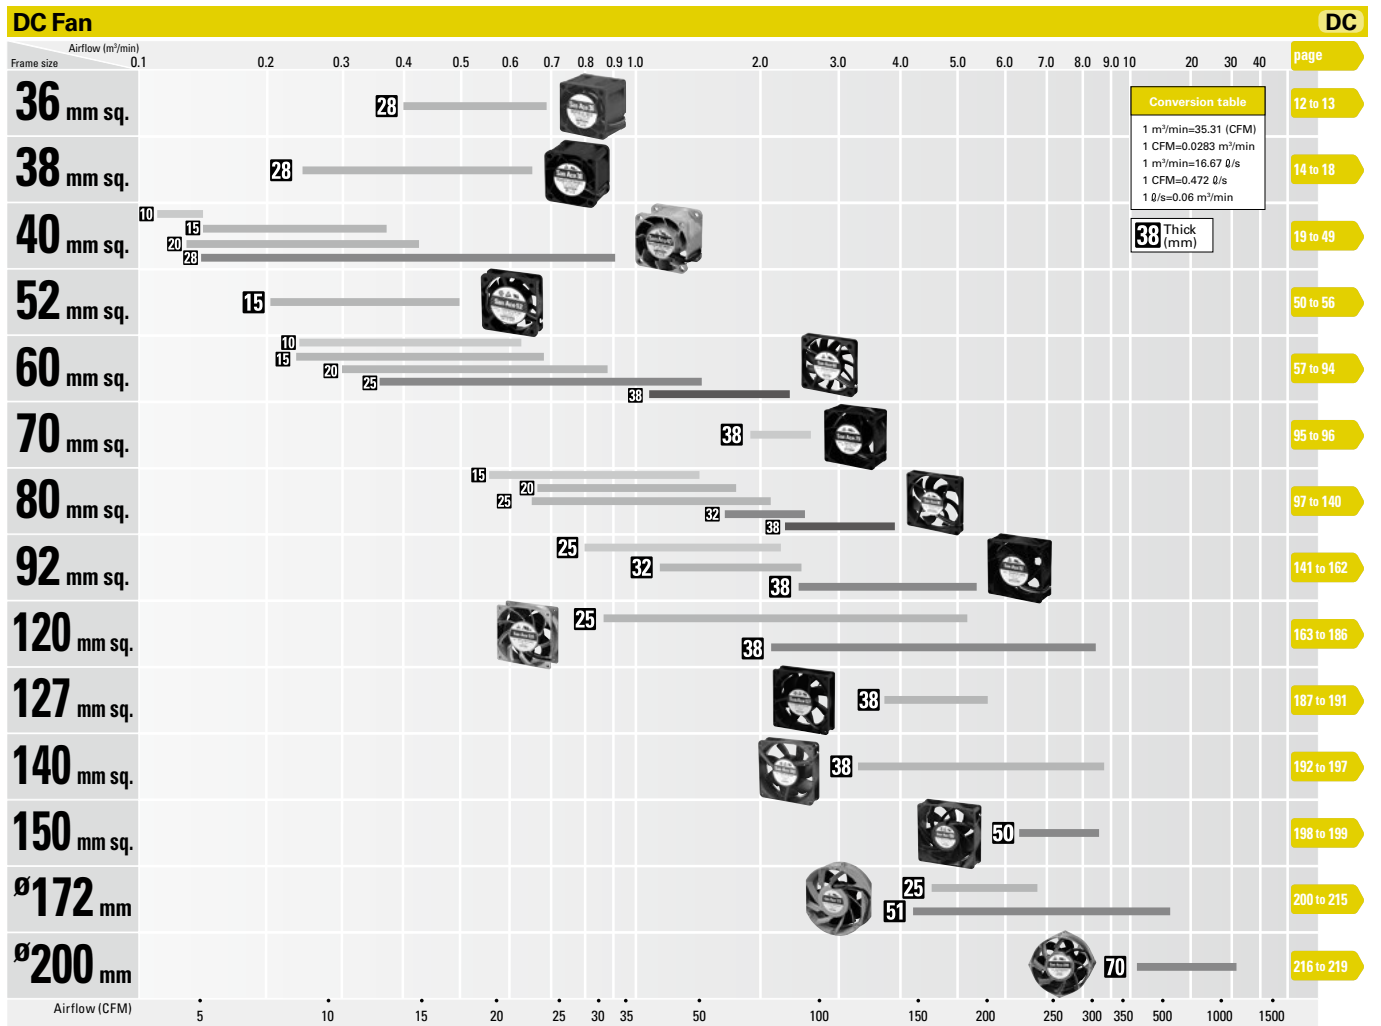 DC Fan DC
Airflow (m³/min)
Frame size 0.1 0.2 0.3 0.4 0.5 0.6 0.7 0.8 0.9 1.0 2.0 3.0 4.0 5.0 6.0 7.0 8.0 9.0 10 20 30 40 page
36 mm sq. 28 12 to 13
Conversion table
1 m³/min=35.31 (CFM)
1 CFM=0.0283 m³/min
1 m³/min=16.67 ℓ/s
1 CFM=0.472 ℓ/s
1 ℓ/s=0.06 m³/min
38 mm sq. 28 14 to 18
38 Thick
(mm)
40 mm sq. 19 to 49
10
15
20
28
52 mm sq. 15 50 to 56
60 mm sq. 57 to 94
10
15
20
25
38
70 mm sq. 38 95 to 96
80 mm sq. 97 to 140
15
20
25
32
38
92 mm sq. 141 to 162
25
32
38
120 mm sq. 163 to 186
25
38
127 mm sq. 38 187 to 191
140 mm sq. 38 192 to 197
150 mm sq. 50 198 to 199
ø172 mm 200 to 215
25
51
ø200 mm 70 216 to 219
Airflow (CFM) 5 10 15 20 25 30 35 50 100 150 200 250 300 350 500 1000 1500